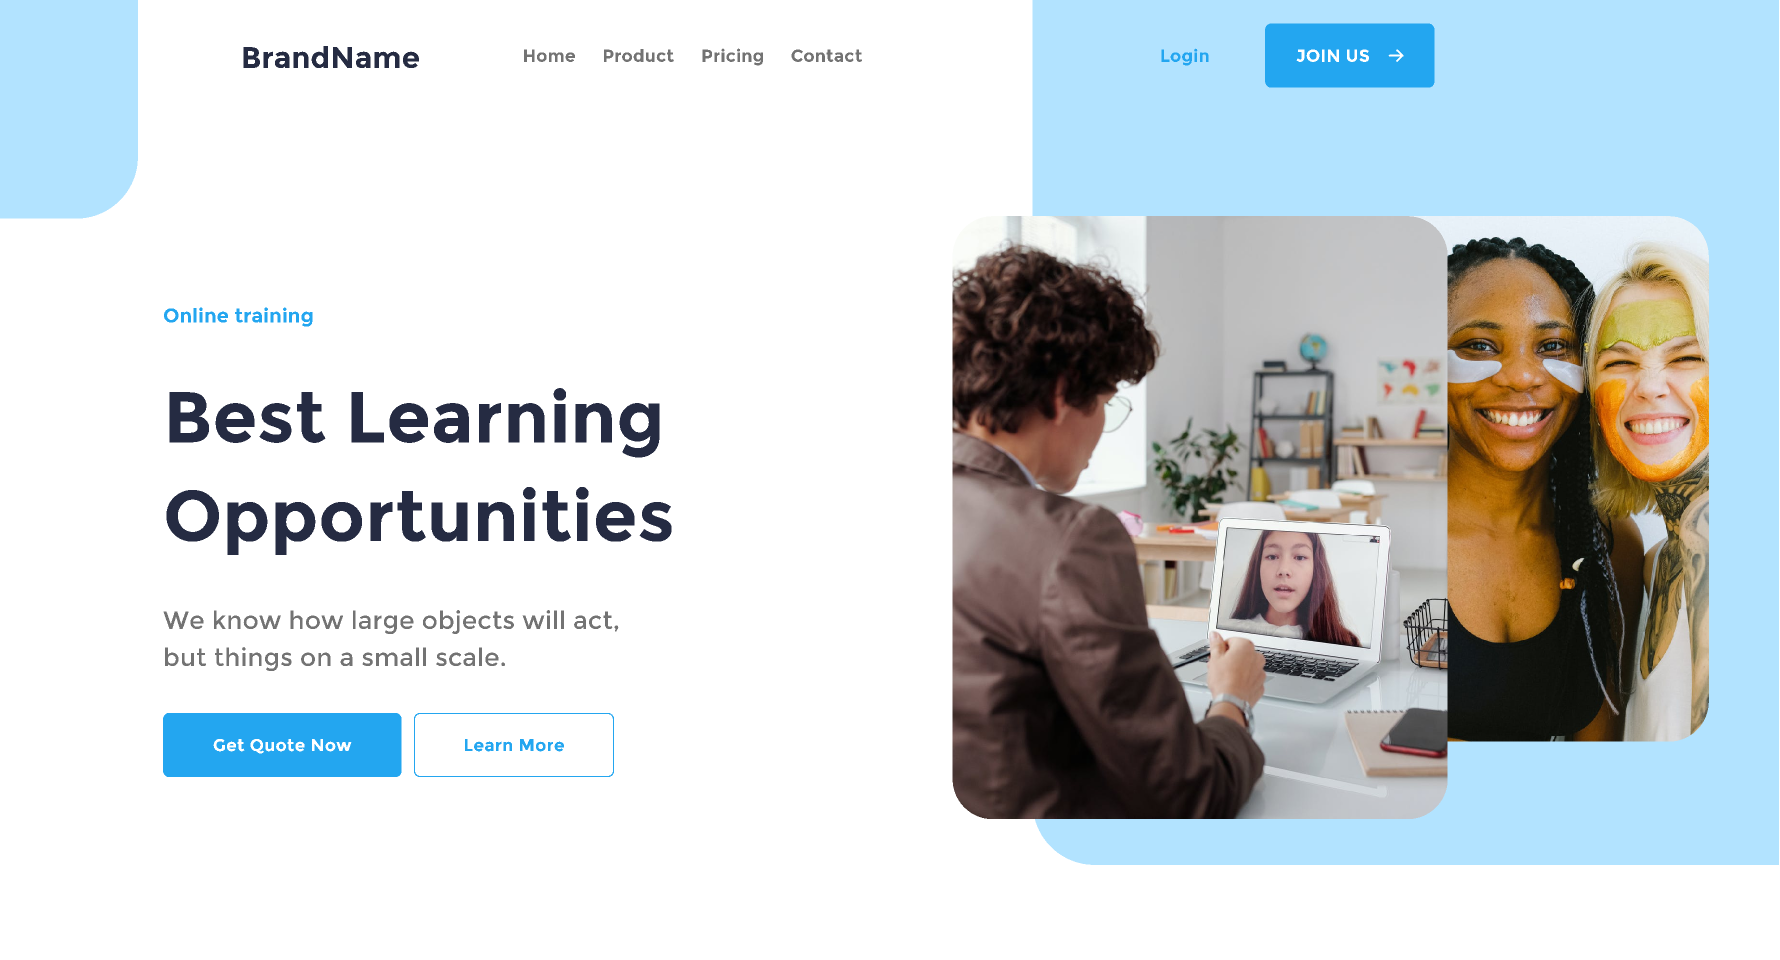 BrandName
Home
Product
Pricing
Contact
Login
JOIN US
Online training
Best Learning
Opportunities
We know how large objects will act,
but things on a small scale.
Get Quote Now
Learn More